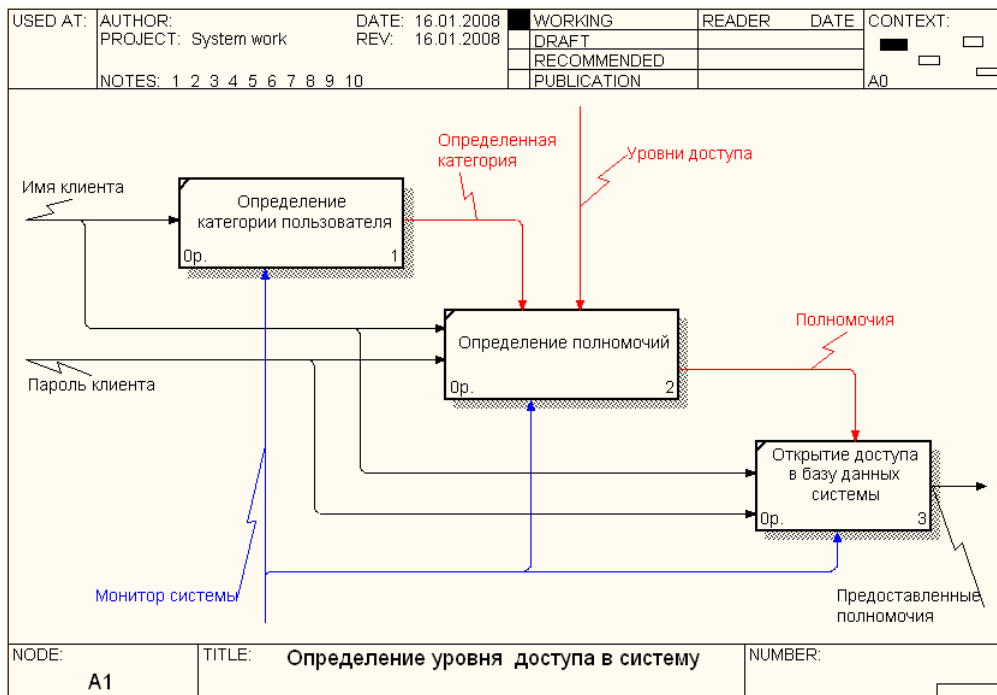 USED AT:
AUTHOR:
DATE: 16.01.2008
WORKING
READER
DATE
CONTEXT:
PROJECT: System work
REV: 16.01.2008
DRAFT
RECOMMENDED
NOTES: 1 2 3 4 5 6 7 8 9 10
PUBLICATION
A0
Определенная
категория
Уровни доступа
Имя клиента
Определение
категории пользователя
0р.
1
Полномочия
Определение полномочий
0р.
2
Пароль клиента
Открытие доступа
в базу данных
системы
0р.
3
Монитор системы
Предоставленные
полномочия
NODE:
A1
TITLE:
Определение уровня доступа в систему
NUMBER: